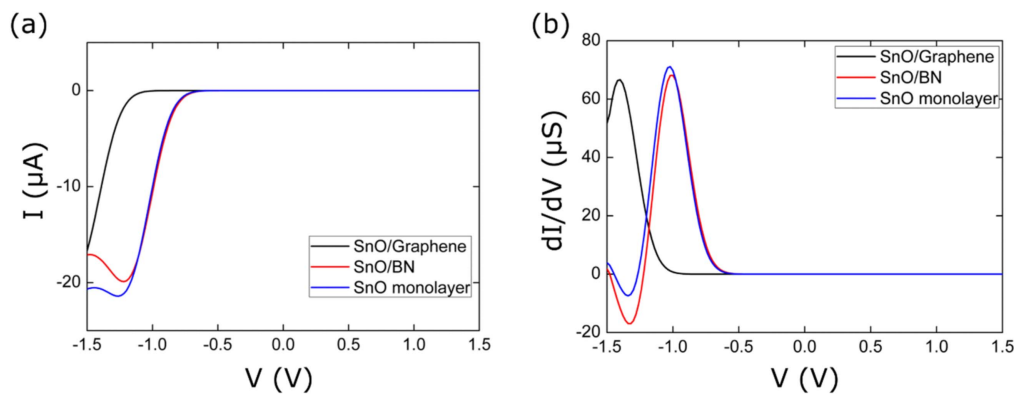 (a)
I (μA)
0
-10
-20
SnO/Graphene
SnO/BN
SnO monolayer
-1.5 -1.0 -0.5 0.0 0.5 1.0 1.5
V (V)
(b)
dI/dV (μS)
80
60
40
20
0
-20
SnO/Graphene
SnO/BN
SnO monolayer
-1.5 -1.0 -0.5 0.0 0.5 1.0 1.5
V (V)